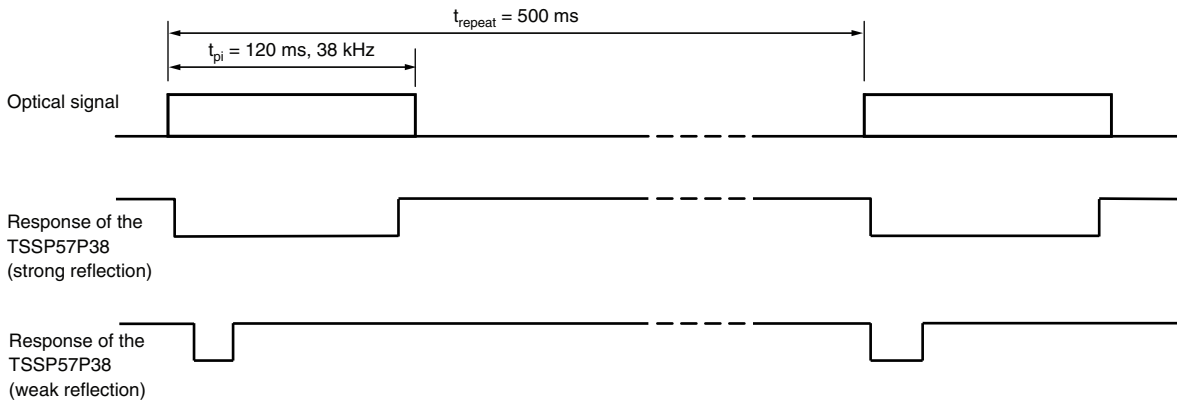 t_repeat = 500 ms
t_pi = 120 ms, 38 kHz
Optical signal
Response of the
TSSP57P38
(strong reflection)
Response of the
TSSP57P38
(weak reflection)